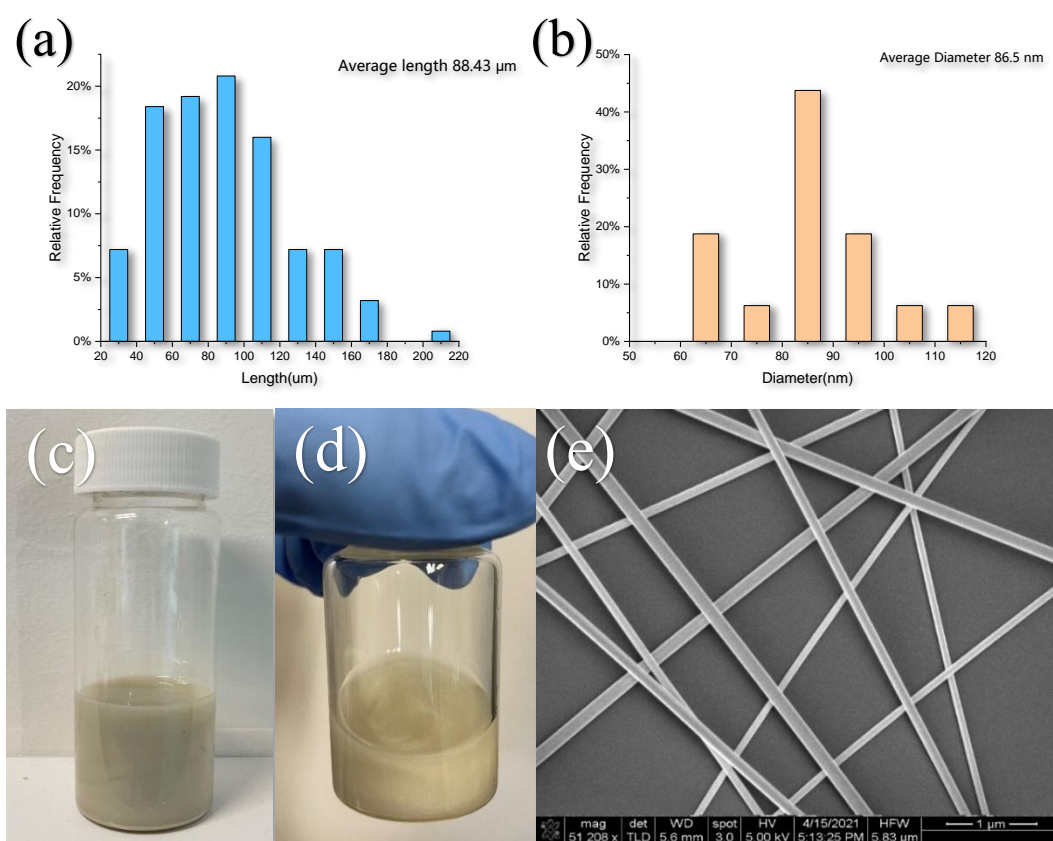 (a)
Average length 88.43 μm
Relative Frequency
20%
15%
10%
5%
0%
20 40 60 80 100 120 140 160 180 200 220
Length(um)
(b)
Average Diameter 86.5 nm
Relative Frequency
50%
40%
30%
20%
10%
0%
50 60 70 80 90 100 110 120
Diameter(nm)
(c)
(d)
(e)
mag det WD spot HV 4/15/2021 HFW 1 μm
51 208 x TLD 5.6 mm 3.0 5.00 kV 5:13:25 PM 5.83 μm